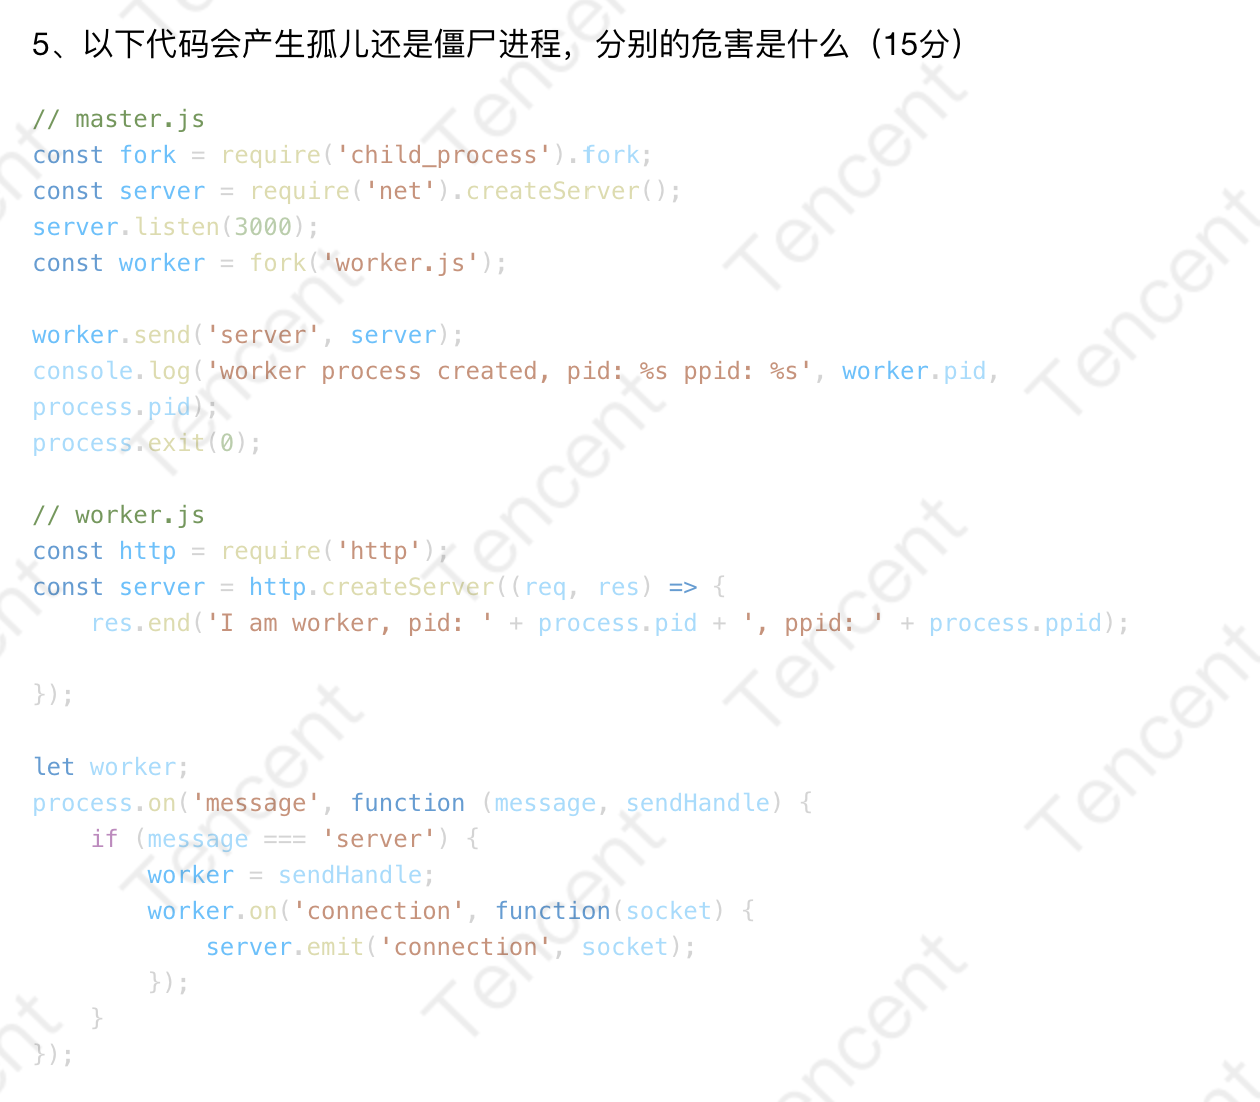 5、以下代码会产生孤儿还是僵尸进程，分别的危害是什么（15分）
// master.js
const fork = require('child_process').fork;
const server = require('net').createServer();
server.listen(3000);
const worker = fork('worker.js');
worker.send('server', server);
console.log('worker process created, pid: %s ppid: %s', worker.pid,
process.pid);
process.exit(0);
// worker.js
const http = require('http');
const server = http.createServer((req, res) => {
    res.end('I am worker, pid: ' + process.pid + ', ppid: ' + process.ppid);
});
let worker;
process.on('message', function (message, sendHandle) {
    if (message === 'server') {
        worker = sendHandle;
        worker.on('connection', function(socket) {
            server.emit('connection', socket);
        });
    }
});
Tencent